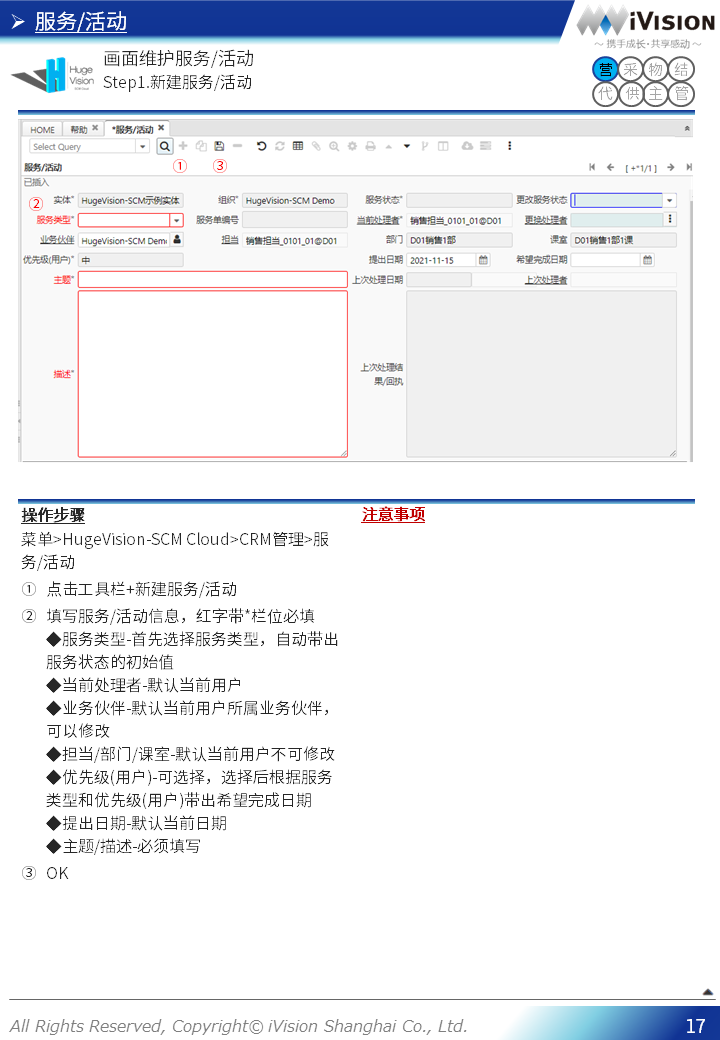 ➢ 服务/活动
iVision
～ 携手成长·共享感动 ～
Huge
Vision
画面维护服务/活动
Step1.新建服务/活动
营 采 物 结
代 供 主 管
HOME 帮助 *服务/活动
Select Query
① ③
服务/活动 [ +*1/1 ]
已插入
② 实体* HugeVision-SCM示例实体 组织* HugeVision-SCM Demo 服务状态* 更改服务状态
服务类型* 服务单编号 当前处理者* 销售担当_0101_01@D01 更换处理者
业务伙伴 HugeVision-SCM Dem 担当 销售担当_0101_01@D01 部门 D01销售1部 课室 D01销售1部1课
优先级(用户)* 中 提出日期 2021-11-15 希望完成日期
主题* 上次处理日期 上次处理者
描述* 上次处理结
果/回执
操作步骤
菜单>HugeVision-SCM Cloud>CRM管理>服
务/活动
① 点击工具栏+新建服务/活动
② 填写服务/活动信息，红字带*栏位必填
◆服务类型-首先选择服务类型，自动带出
服务状态的初始值
◆当前处理者-默认当前用户
◆业务伙伴-默认当前用户所属业务伙伴，
可以修改
◆担当/部门/课室-默认当前用户不可修改
◆优先级(用户)-可选择，选择后根据服务
类型和优先级(用户)带出希望完成日期
◆提出日期-默认当前日期
◆主题/描述-必须填写
③ OK
注意事项
All Rights Reserved, Copyright© iVision Shanghai Co., Ltd.
17